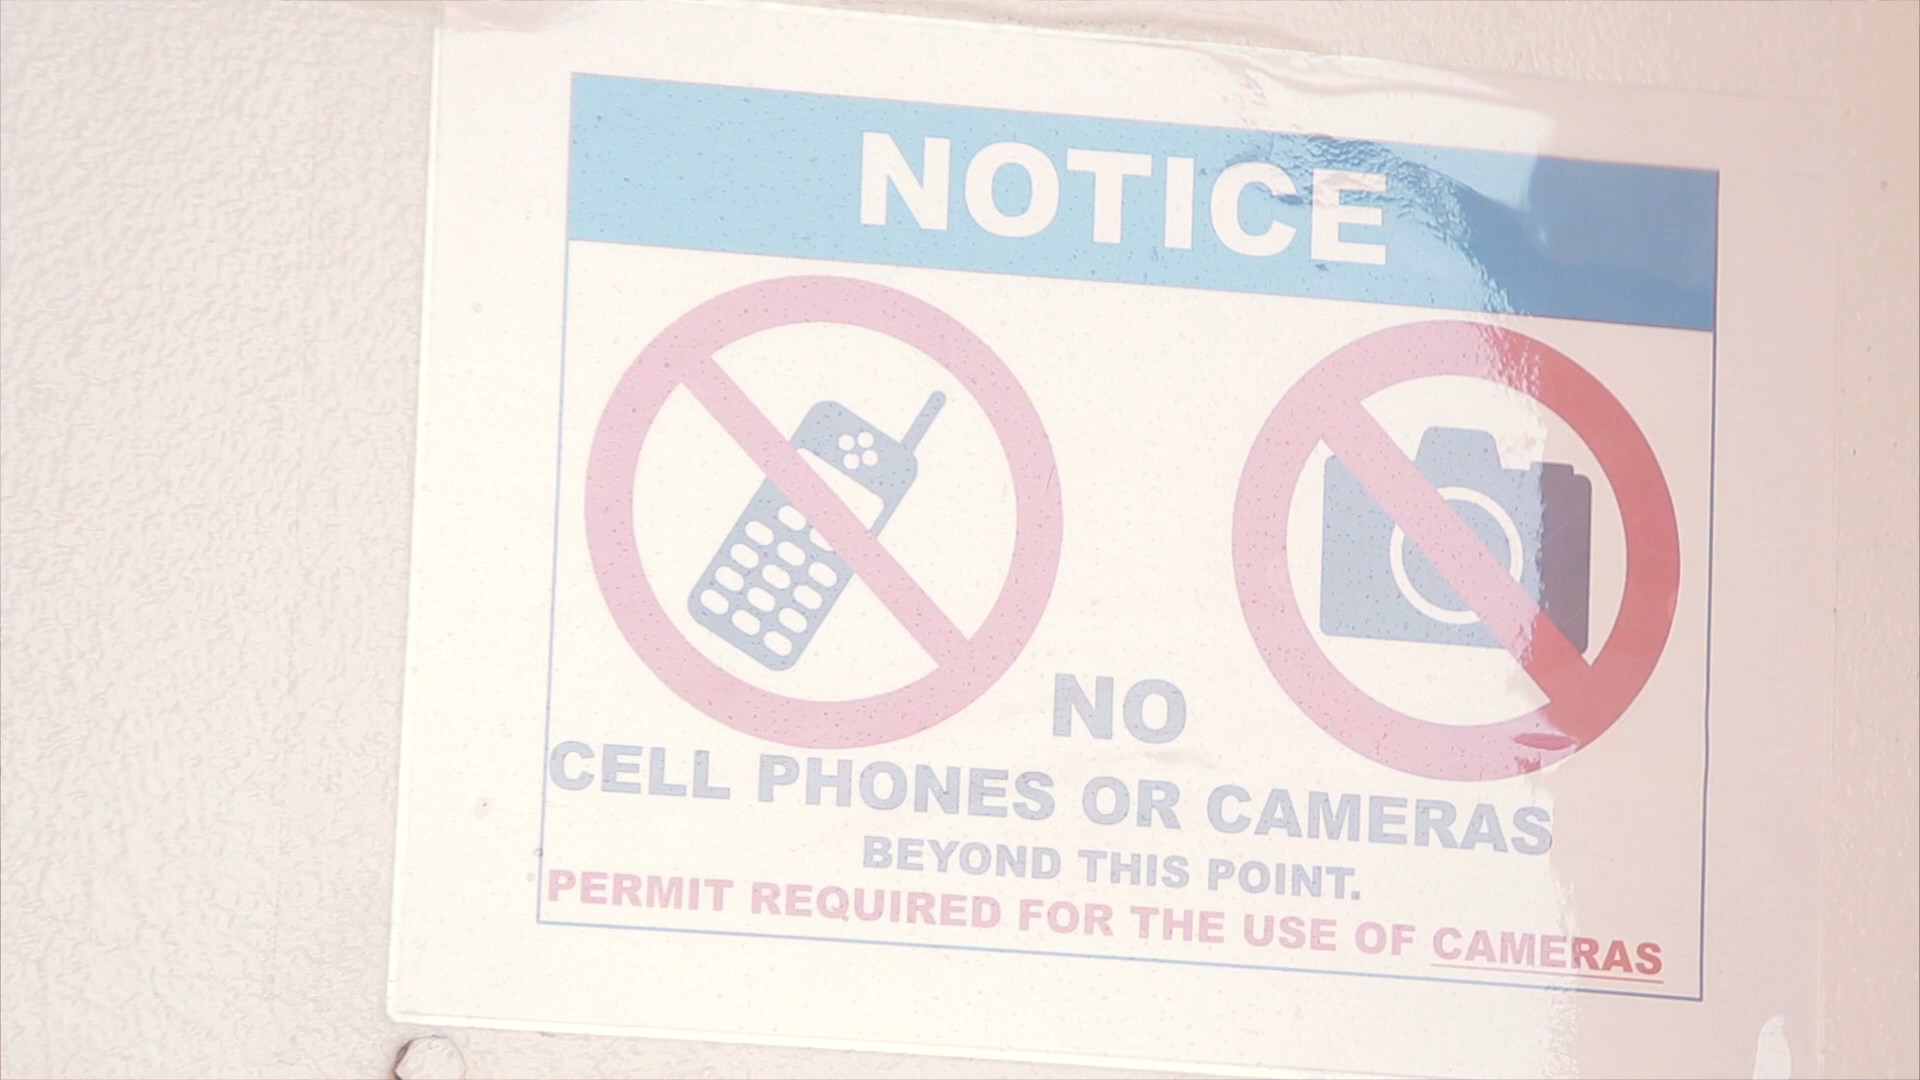 NOTICE
NO
CELL PHONES OR CAMERAS
BEYOND THIS POINT.
PERMIT REQUIRED FOR THE USE OF CAMERAS